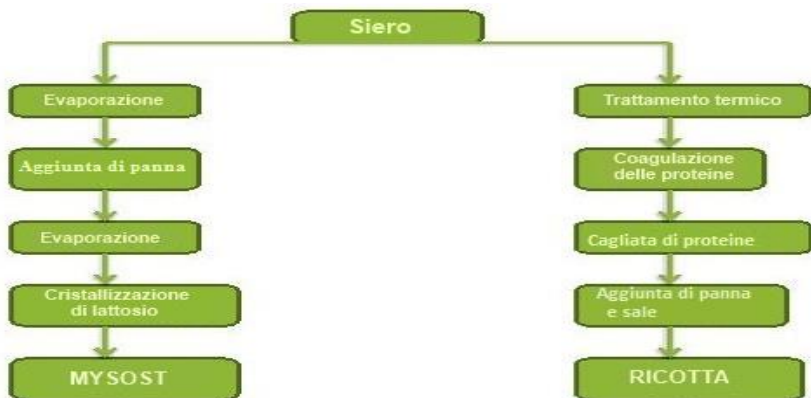 Siero
Evaporazione
Aggiunta di panna
Evaporazione
Cristallizzazione
di lattosio
MYSOST
Trattamento termico
Coagulazione
delle proteine
Cagliata di proteine
Aggiunta di panna
e sale
RICOTTA